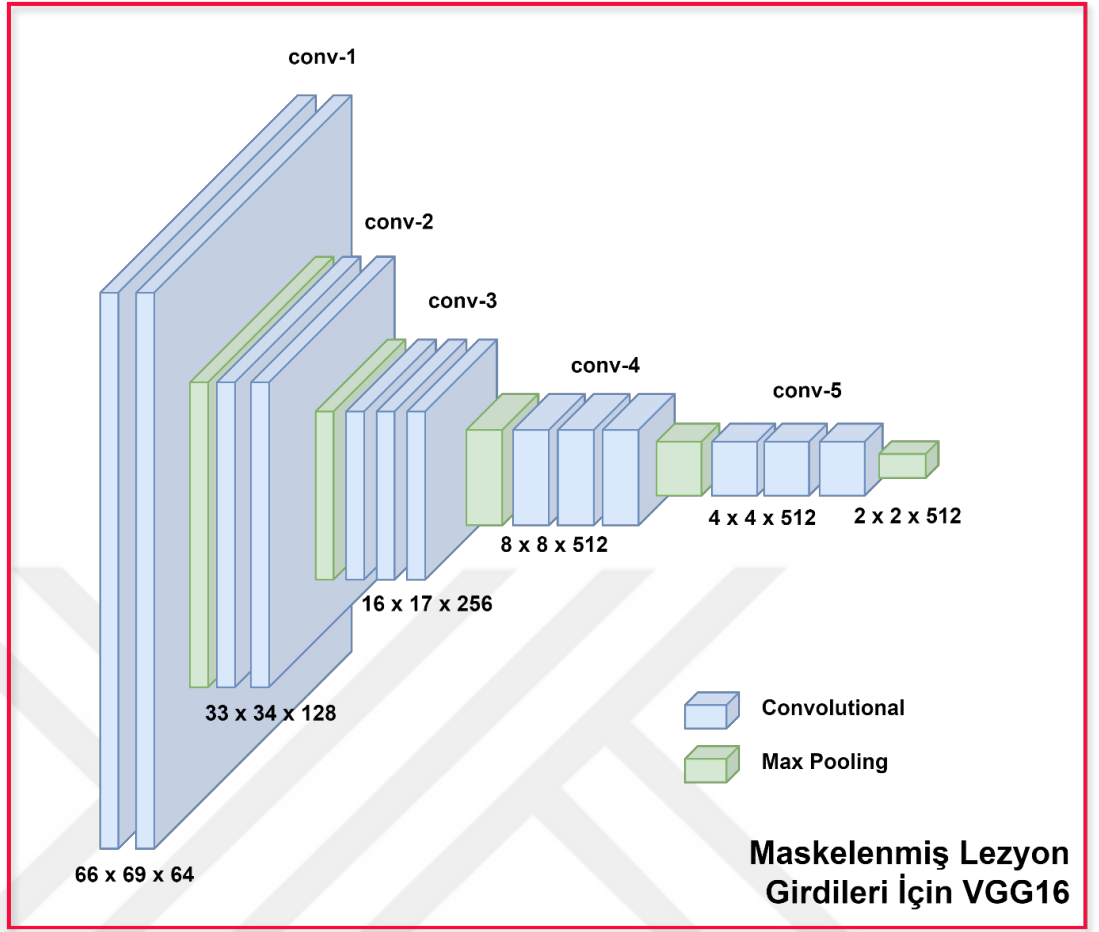 conv-1
conv-2
conv-3
conv-4
conv-5
4 x 4 x 512
2 x 2 x 512
8 x 8 x 512
16 x 17 x 256
33 x 34 x 128
66 x 69 x 64
Convolutional
Max Pooling
Maskelenmiş Lezyon
Girdileri İçin VGG16